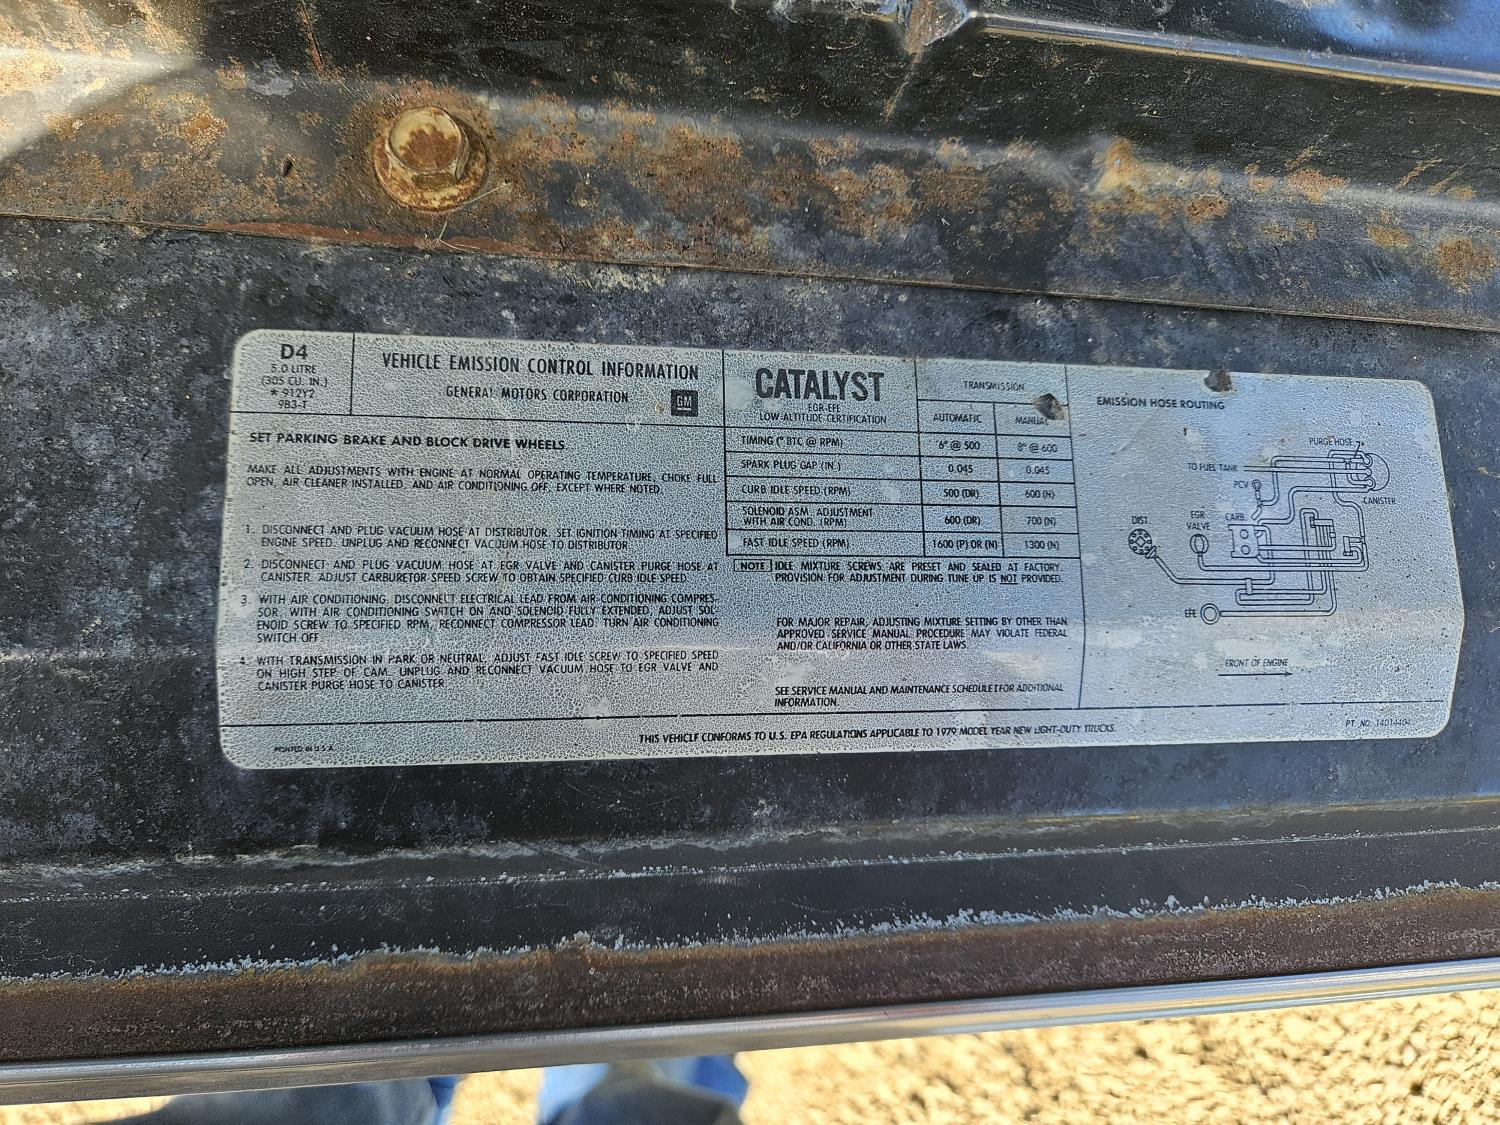 D4
5.0 LITRE
(305 CU. IN.)
* 912Y2
9B3-T
VEHICLE EMISSION CONTROL INFORMATION
GENERAL MOTORS CORPORATION
GM
SET PARKING BRAKE AND BLOCK DRIVE WHEELS
MAKE ALL ADJUSTMENTS WITH ENGINE AT NORMAL OPERATING TEMPERATURE, CHOKE FULL
OPEN, AIR CLEANER INSTALLED, AND AIR CONDITIONING OFF, EXCEPT WHERE NOTED.
1. DISCONNECT AND PLUG VACUUM HOSE AT DISTRIBUTOR. SET IGNITION TIMING AT SPECIFIED
ENGINE SPEED. UNPLUG AND RECONNECT VACUUM HOSE TO DISTRIBUTOR.
2. DISCONNECT AND PLUG VACUUM HOSE AT EGR VALVE AND CANISTER PURGE HOSE AT
CANISTER. ADJUST CARBURETOR SPEED SCREW TO OBTAIN SPECIFIED CURB IDLE SPEED.
3. WITH AIR CONDITIONING, DISCONNECT ELECTRICAL LEAD FROM AIR CONDITIONING COMPRES-
SOR. WITH AIR CONDITIONING SWITCH ON AND SOLENOID FULLY EXTENDED, ADJUST SOL-
ENOID SCREW TO SPECIFIED RPM, RECONNECT COMPRESSOR LEAD. TURN AIR CONDITIONING
SWITCH OFF.
4. WITH TRANSMISSION IN PARK OR NEUTRAL, ADJUST FAST IDLE SCREW TO SPECIFIED SPEED
ON HIGH STEP OF CAM. UNPLUG AND RECONNECT VACUUM HOSE TO EGR VALVE AND
CANISTER PURGE HOSE TO CANISTER.
PRINTED IN U.S.A.
CATALYST
EGR-EFE
LOW-ALTITUDE CERTIFICATION
TRANSMISSION
AUTOMATIC MANUAL
TIMING (° BTC @ RPM) 6° @ 500 8° @ 600
SPARK PLUG GAP (IN.) 0.045 0.045
CURB IDLE SPEED (RPM) 500 (DR) 600 (N)
SOLENOID ASM. ADJUSTMENT
WITH AIR COND. (RPM) 600 (DR) 700 (N)
FAST IDLE SPEED (RPM) 1600 (P) OR (N) 1300 (N)
NOTE IDLE MIXTURE SCREWS ARE PRESET AND SEALED AT FACTORY.
PROVISION FOR ADJUSTMENT DURING TUNE UP IS NOT PROVIDED.
FOR MAJOR REPAIR, ADJUSTING MIXTURE SETTING BY OTHER THAN
APPROVED SERVICE MANUAL PROCEDURE MAY VIOLATE FEDERAL
AND/OR CALIFORNIA OR OTHER STATE LAWS.
SEE SERVICE MANUAL AND MAINTENANCE SCHEDULE I FOR ADDITIONAL
INFORMATION.
THIS VEHICLE CONFORMS TO U.S. EPA REGULATIONS APPLICABLE TO 1979 MODEL YEAR NEW LIGHT-DUTY TRUCKS.
EMISSION HOSE ROUTING
PURGE HOSE
TO FUEL TANK
PCV
CANISTER
EGR
VALVE
CARB.
DIST.
EFE
FRONT OF ENGINE
PT. NO. 14014404